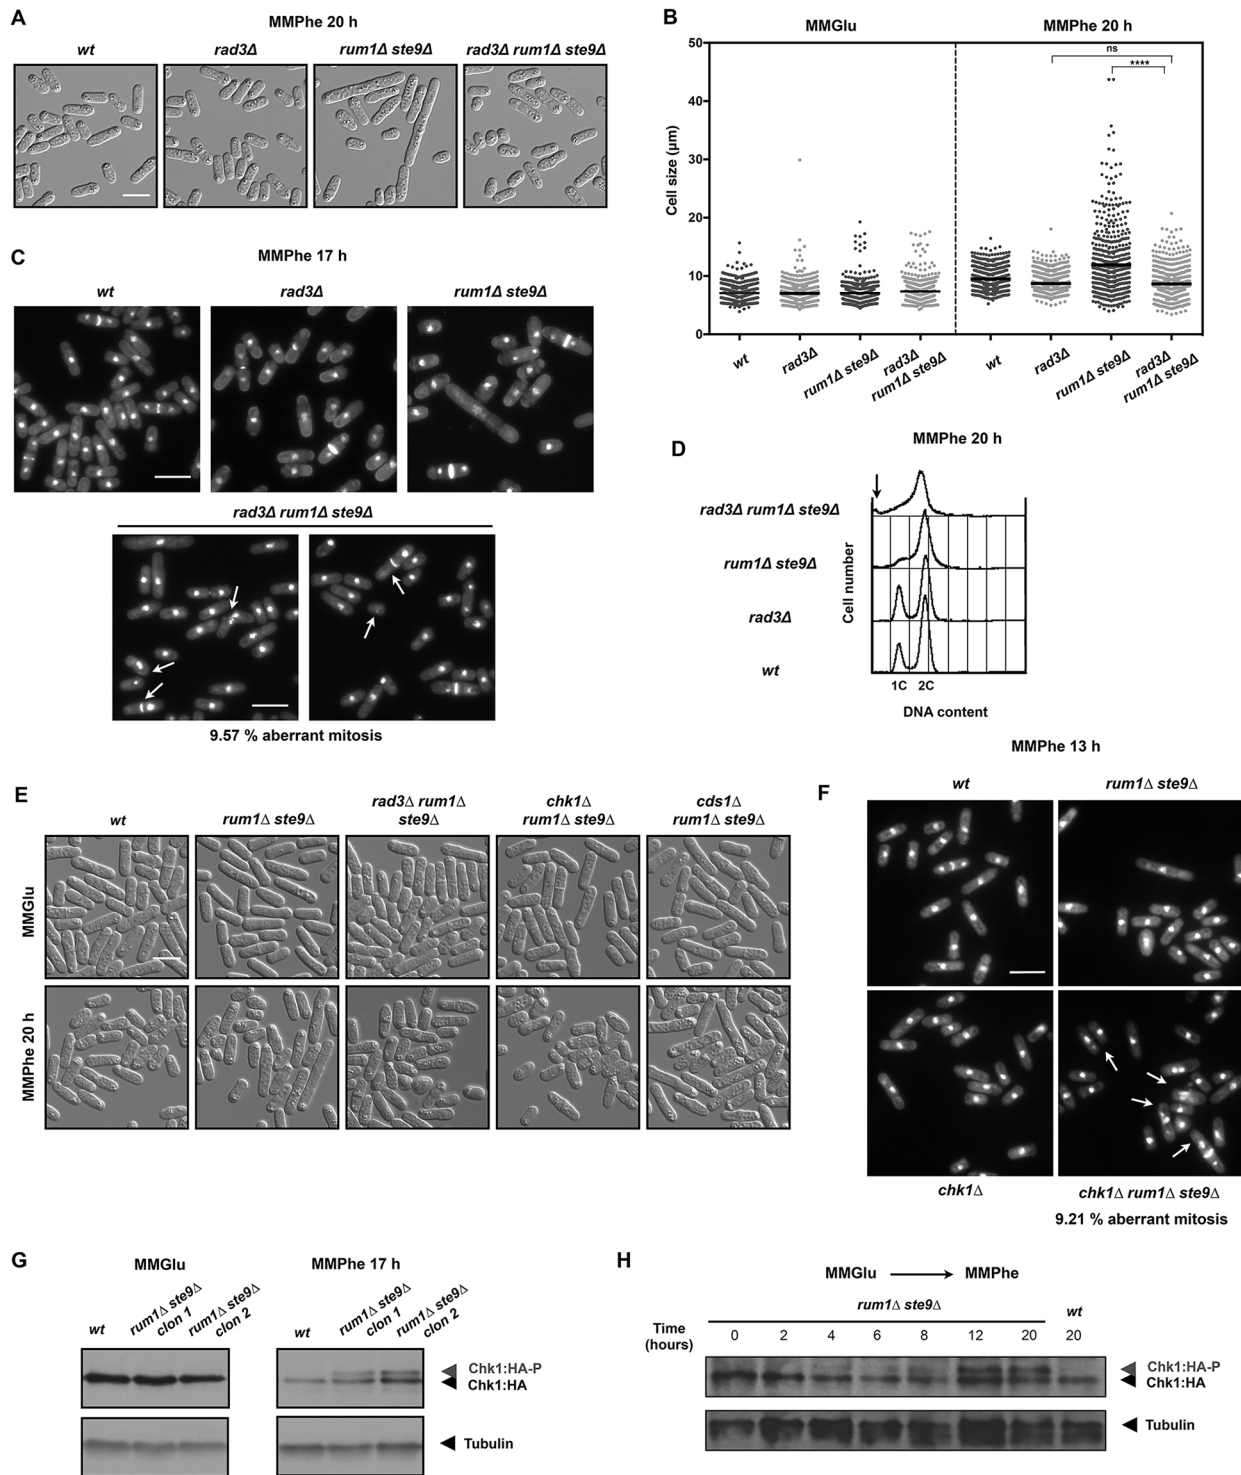 A
MMPhe 20 h
wt
rad3Δ
rum1Δ ste9Δ
rad3Δ rum1Δ ste9Δ
B
MMGlu
MMPhe 20 h
Cell size (µm)
50
40
30
20
10
0
ns
****
wt
rad3Δ
rum1Δ ste9Δ
rad3Δ
rum1Δ ste9Δ
wt
rad3Δ
rum1Δ ste9Δ
rad3Δ
rum1Δ ste9Δ
C
MMPhe 17 h
wt
rad3Δ
rum1Δ ste9Δ
rad3Δ rum1Δ ste9Δ
9.57 % aberrant mitosis
D
MMPhe 20 h
rad3Δ rum1Δ ste9Δ
rum1Δ ste9Δ
rad3Δ
wt
Cell number
1C 2C
DNA content
E
wt
rum1Δ ste9Δ
rad3Δ rum1Δ
ste9Δ
chk1Δ
rum1Δ ste9Δ
cds1Δ
rum1Δ ste9Δ
MMGlu
MMPhe 20 h
F
MMPhe 13 h
wt
rum1Δ ste9Δ
chk1Δ
chk1Δ rum1Δ ste9Δ
9.21 % aberrant mitosis
G
MMGlu
MMPhe 17 h
wt
rum1Δ ste9Δ
clon 1
rum1Δ ste9Δ
clon 2
wt
rum1Δ ste9Δ
clon 1
rum1Δ ste9Δ
clon 2
Chk1:HA-P
Chk1:HA
Tubulin
H
MMGlu MMPhe
rum1Δ ste9Δ
wt
Time
(hours)
0 2 4 6 8 12 20 20
Chk1:HA-P
Chk1:HA
Tubulin